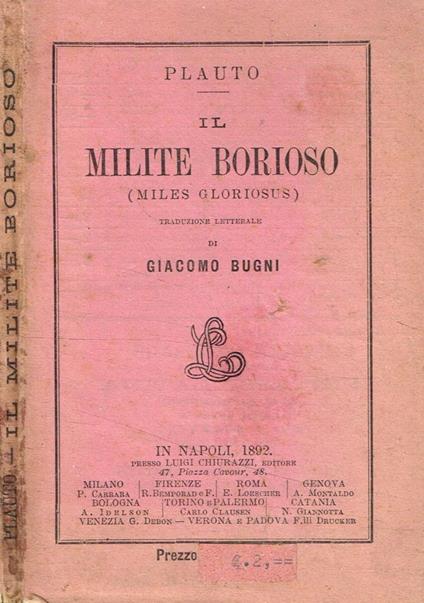 PLAUTO
IL
MILITE BORIOSO
(MILES GLORIOSUS)
TRADUZIONE LETTERALE
DI
GIACOMO BUGNI
IN NAPOLI, 1892.
PRESSO LUIGI CHIURAZZI, EDITORE
47, Piazza Cavour, 48.
MILANO FIRENZE ROMA GENOVA
P. CARRARA R. BEMPORAD e F. E. LOESCHER A. MONTALDO
BOLOGNA TORINO E PALERMO CATANIA
A. IDELSON CARLO CLAUSEN N. GIANNOTTA
VENEZIA G. DEBON — VERONA E PADOVA F.lli DRUCKER
Prezzo 2,==
PLAUTO — IL MILITE BORIOSO